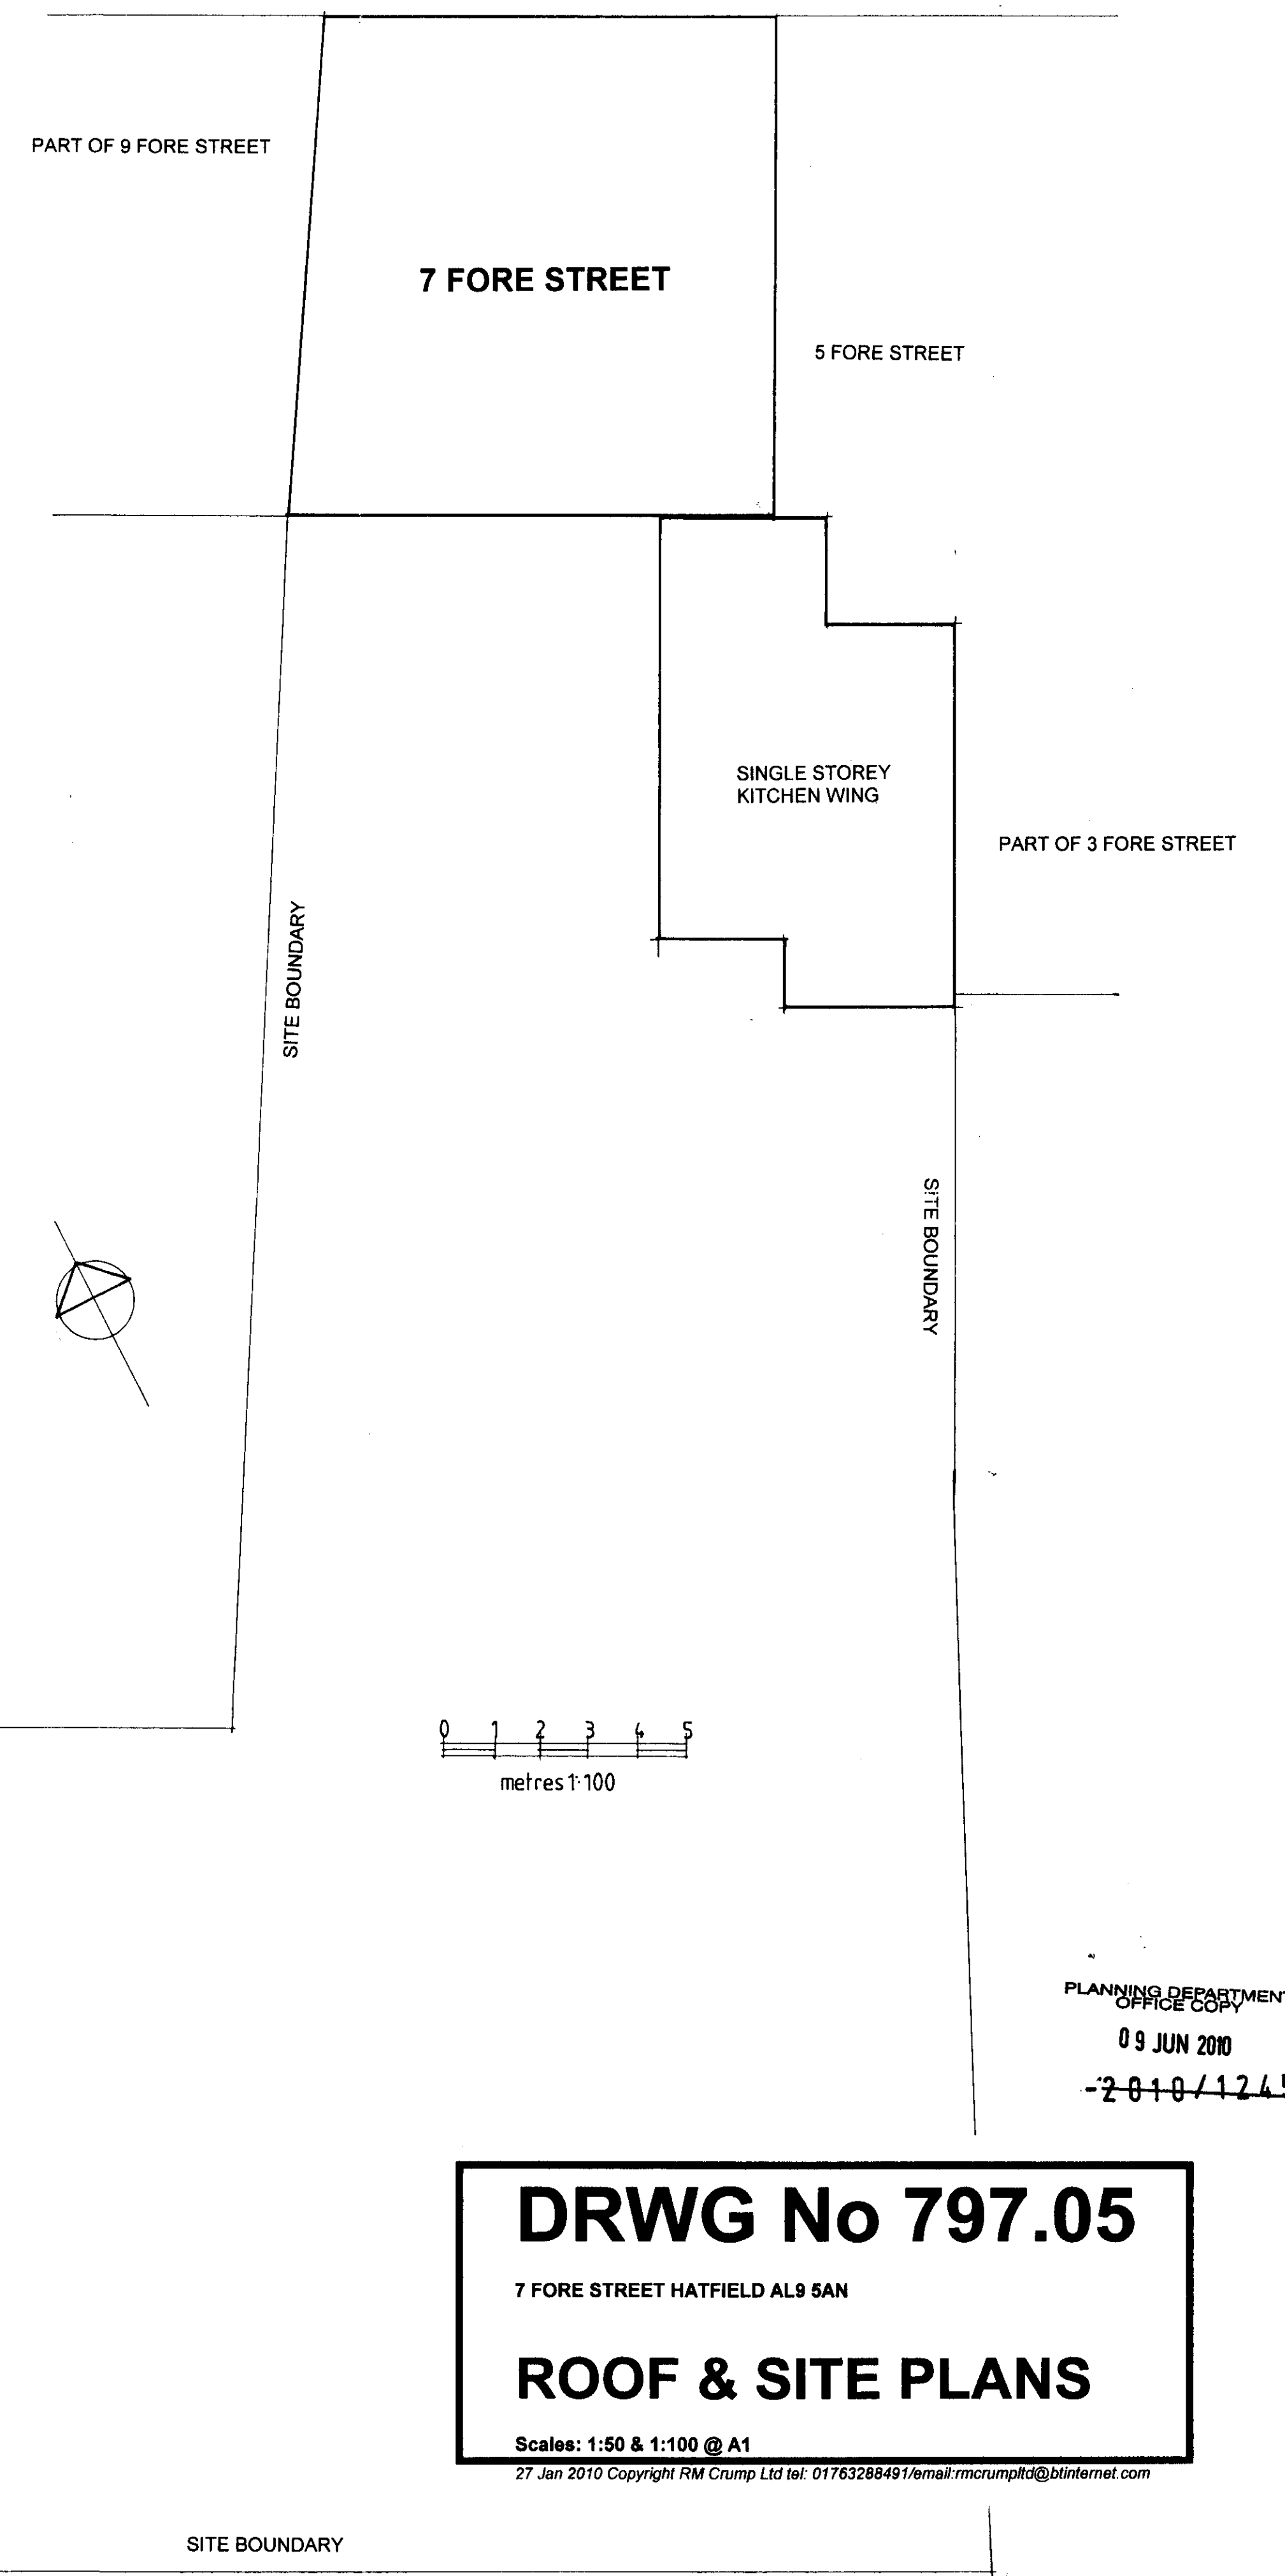 PART OF 9 FORE STREET
7 FORE STREET
5 FORE STREET
SINGLE STOREY
KITCHEN WING
PART OF 3 FORE STREET
SITE BOUNDARY
SITE BOUNDARY
0 1 2 3 4 5
metres 1:100
PLANNING DEPARTMENT
OFFICE COPY
09 JUN 2010
-2010/124
DRWG No 797.05
7 FORE STREET HATFIELD AL9 5AN
ROOF & SITE PLANS
Scales: 1:50 & 1:100 @ A1
27 Jan 2010 Copyright RM Crump Ltd tel: 01763288491/email:rmcrumpltd@btinternet.com
SITE BOUNDARY